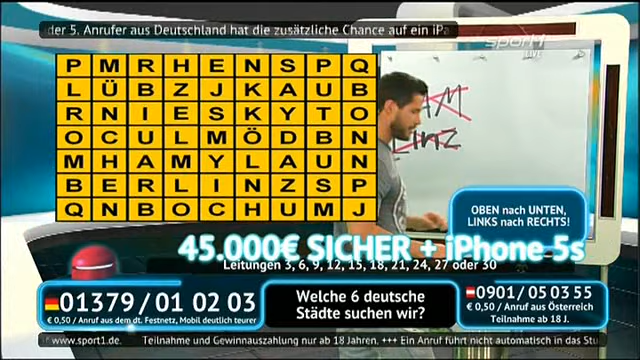 der 5. Anrufer aus Deutschland hat die zusätzliche Chance auf ein iPa
sport1
LIVE
P M R H E N S P Q
L Ü B Z J K A U B
R N I E S K Y T O
O C U L M Ö D B N
M H A M Y L A U N
B E R L I N Z S P
Q N B O C H U M J
LINZ
OBEN nach UNTEN,
LINKS nach RECHTS!
45.000€ SICHER + iPhone 5s
Leitungen 3, 6, 9, 12, 15, 18, 21, 24, 27 oder 30
01379/01 02 03
€ 0,50 / Anruf aus dem dt. Festnetz, Mobil deutlich teurer
Welche 6 deutsche
Städte suchen wir?
0901/05 03 55
€ 0,50 / Anruf aus Österreich
Teilnahme ab 18 J.
www.sport1.de. Teilnahme und Gewinnauszahlung nur ab 18 Jahren. +++ Ein Anruf führt nicht automatisch in das Stu